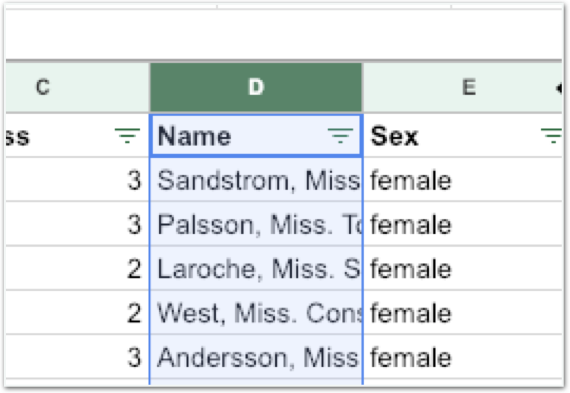 C D E
ss Name Sex
3 Sandstrom, Miss female
3 Palsson, Miss. To female
2 Laroche, Miss. S female
2 West, Miss. Cons female
3 Andersson, Miss female